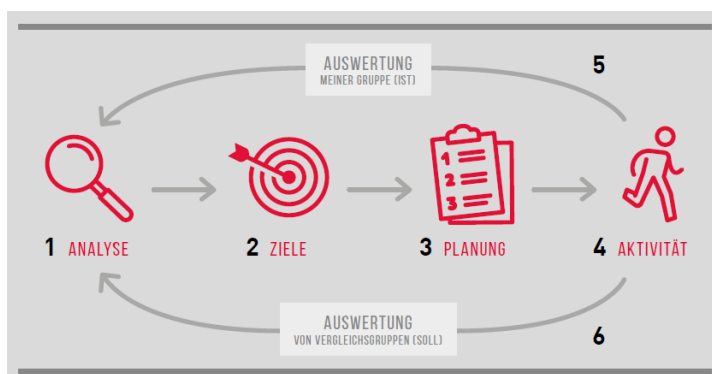 AUSWERTUNG
MEINER GRUPPE (IST)
5
1
2
3
1 ANALYSE
2 ZIELE
3 PLANUNG
4 AKTIVITÄT
AUSWERTUNG
VON VERGLEICHSGRUPPEN (SOLL)
6